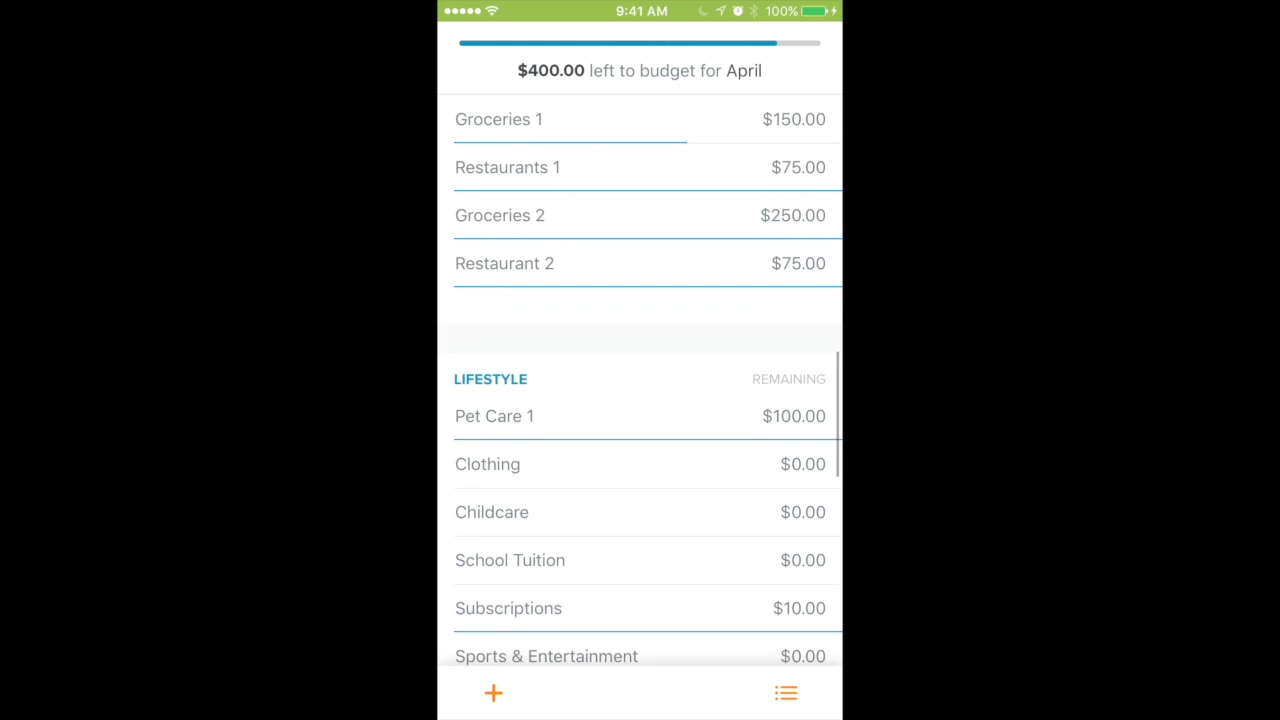 9:41 AM 100%
$400.00 left to budget for April
Groceries 1 $150.00
Restaurants 1 $75.00
Groceries 2 $250.00
Restaurant 2 $75.00
LIFESTYLE REMAINING
Pet Care 1 $100.00
Clothing $0.00
Childcare $0.00
School Tuition $0.00
Subscriptions $10.00
Sports & Entertainment $0.00